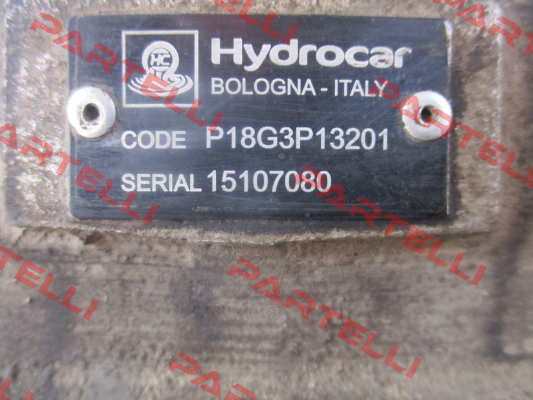 HC
Hydrocar
BOLOGNA - ITALY
CODE P18G3P13201
SERIAL 15107080
PARTELLI
PARTELLI
PARTELLI
PARTELLI
PARTELLI
PARTELLI